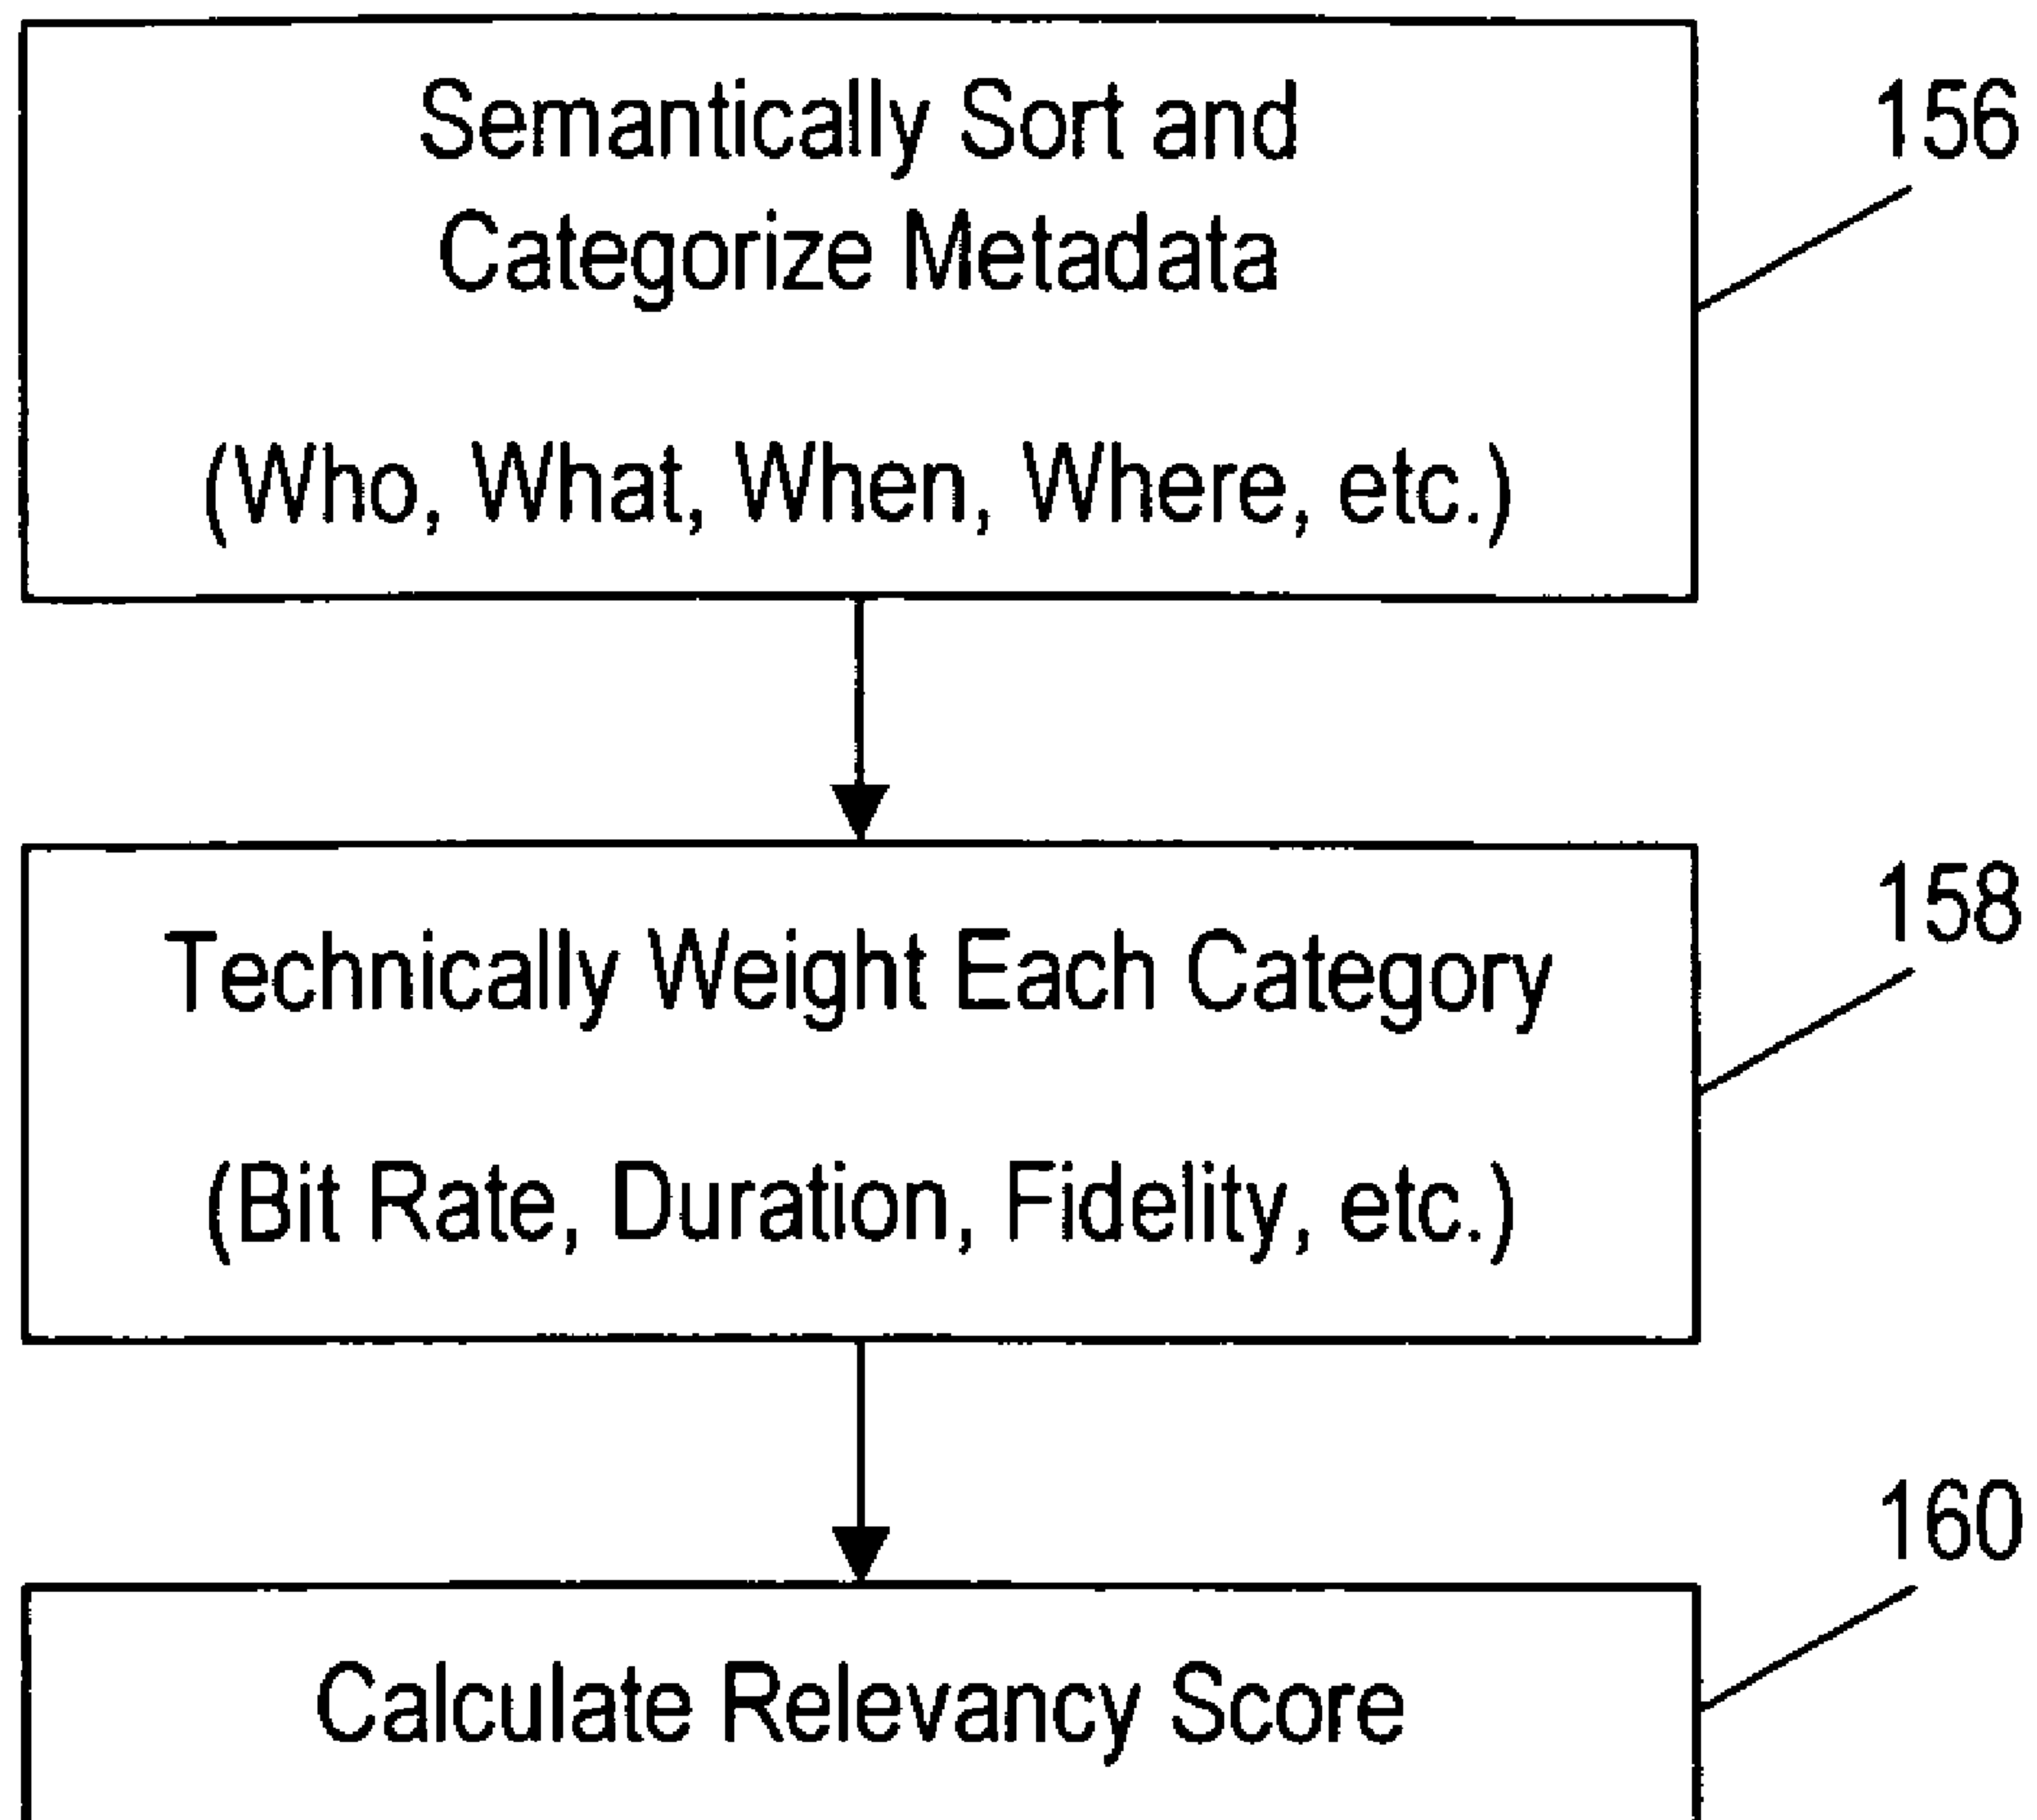 Semantically Sort and
Categorize Metadata
(Who, What, When, Where, etc.)
156
Technically Weight Each Category
(Bit Rate, Duration, Fidelity, etc.)
158
Calculate Relevancy Score
160